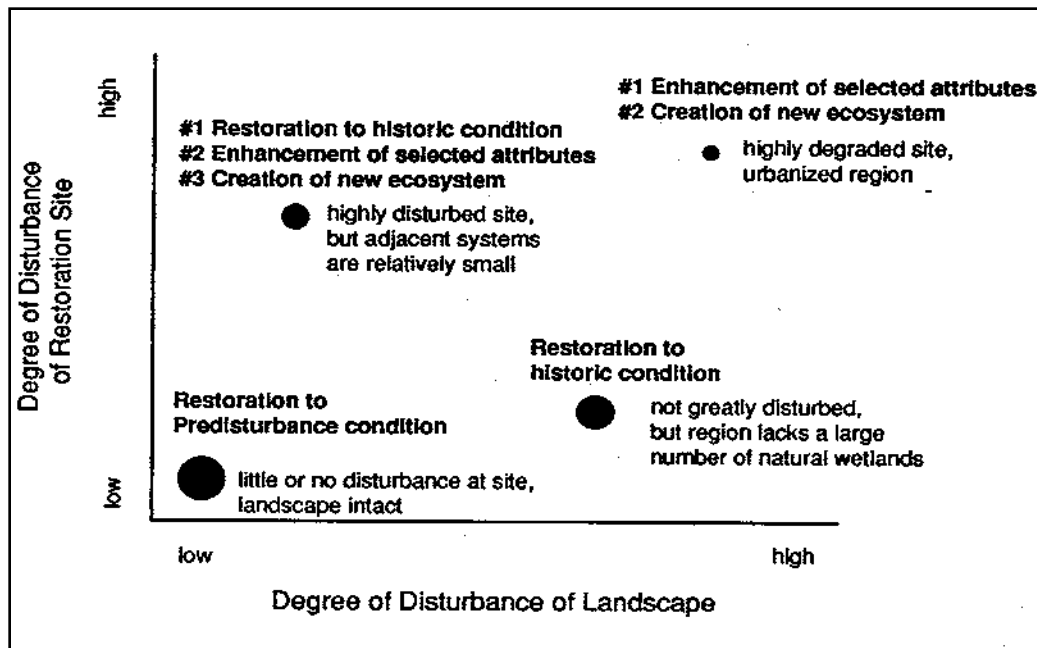 Degree of Disturbance
of Restoration Site
high
low
#1 Restoration to historic condition
#2 Enhancement of selected attributes
#3 Creation of new ecosystem
highly disturbed site,
but adjacent systems
are relatively small
#1 Enhancement of selected attributes
#2 Creation of new ecosystem
highly degraded site,
urbanized region
Restoration to
Predisturbance condition
little or no disturbance at site,
landscape intact
Restoration to
historic condition
not greatly disturbed,
but region lacks a large
number of natural wetlands
low
high
Degree of Disturbance of Landscape